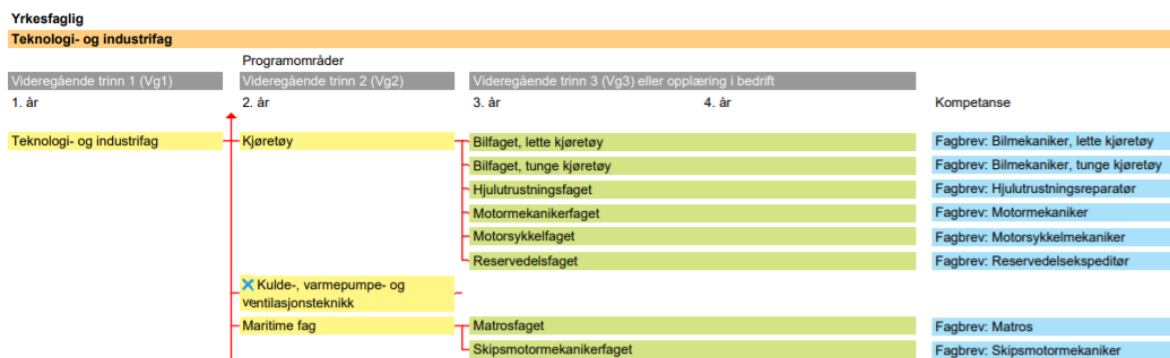 Yrkesfaglig
Teknologi- og industrifag
Programområder
Videregående trinn 1 (Vg1) Videregående trinn 2 (Vg2) Videregående trinn 3 (Vg3) eller opplæring i bedrift
1. år 2. år 3. år 4. år Kompetanse
Teknologi- og industrifag Kjøretøy Bilfaget, lette kjøretøy Fagbrev: Bilmekaniker, lette kjøretøy
Bilfaget, tunge kjøretøy Fagbrev: Bilmekaniker, tunge kjøretøy
Hjulutrustningsfaget Fagbrev: Hjulutrustningsreparatør
Motormekanikerfaget Fagbrev: Motormekaniker
Motorsykkelfaget Fagbrev: Motorsykkelmekaniker
Reservedelsfaget Fagbrev: Reservedelsekspeditør
Kulde-, varmepumpe- og
ventilasjonsteknikk
Maritime fag Matrosfaget Fagbrev: Matros
Skipsmotormekanikerfaget Fagbrev: Skipsmotormekaniker